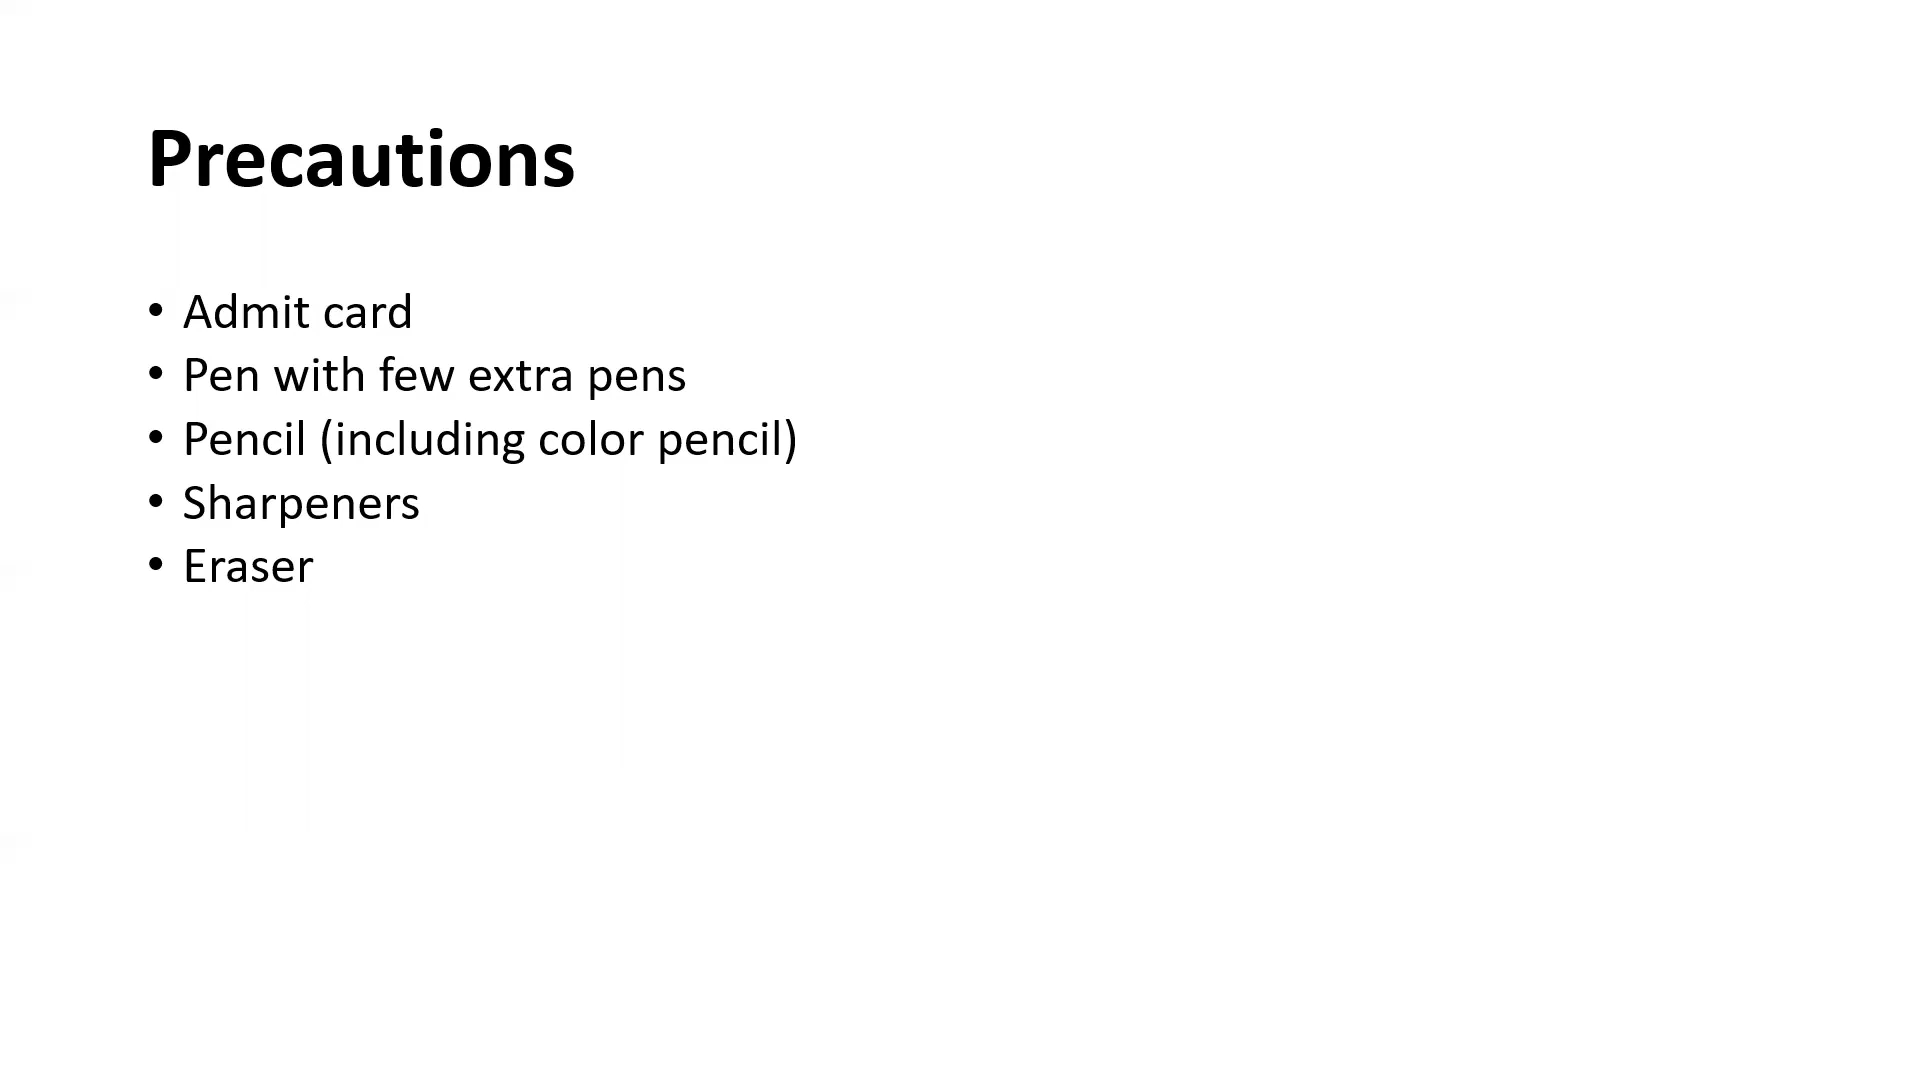 Precautions
• Admit card
• Pen with few extra pens
• Pencil (including color pencil)
• Sharpeners
• Eraser